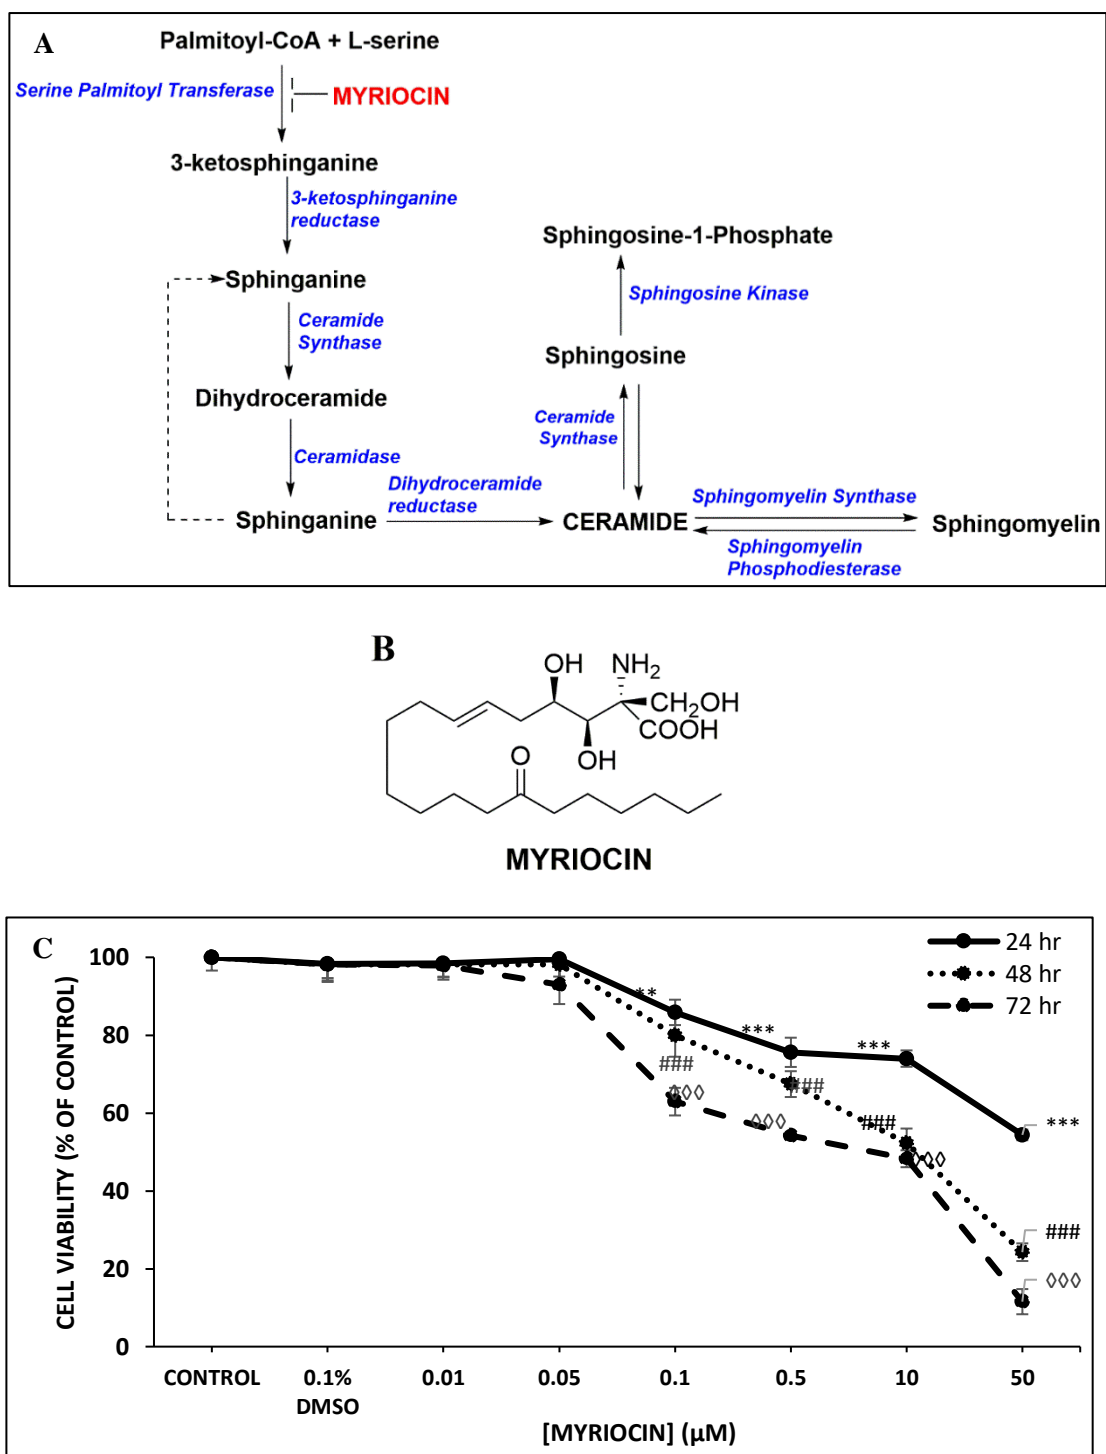 A
Palmitoyl-CoA + L-serine
Serine Palmitoyl Transferase
MYRIOCIN
3-ketosphinganine
3-ketosphinganine
reductase
Sphinganine
Ceramide
Synthase
Dihydroceramide
Ceramidase
Sphinganine
Dihydroceramide
reductase
Sphingosine-1-Phosphate
Sphingosine Kinase
Sphingosine
Ceramide
Synthase
CERAMIDE
Sphingomyelin Synthase
Sphingomyelin
Phosphodiesterase
Sphingomyelin
B
OH
NH2
CH2OH
COOH
OH
O
MYRIOCIN
C
24 hr
48 hr
72 hr
CELL VIABILITY (% OF CONTROL)
100
80
60
40
20
0
**
***
***
***
###
###
###
###
◊◊◊
◊◊◊
◊◊◊
◊◊◊
CONTROL
0.1%
DMSO
0.01
0.05
0.1
0.5
10
50
[MYRIOCIN] (µM)